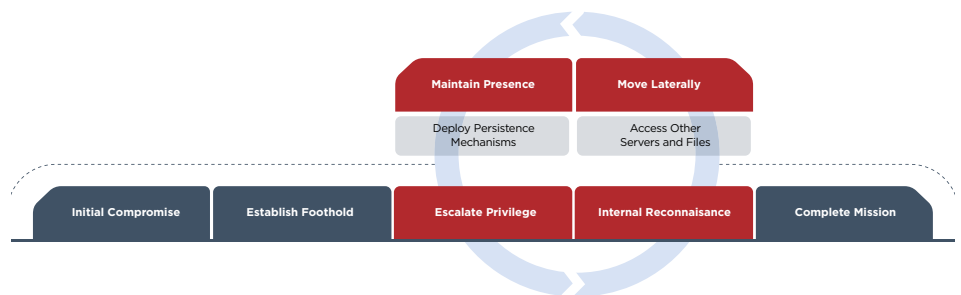 Maintain Presence
Move Laterally
Deploy Persistence
Mechanisms
Access Other
Servers and Files
Initial Compromise
Establish Foothold
Escalate Privilege
Internal Reconnaisance
Complete Mission